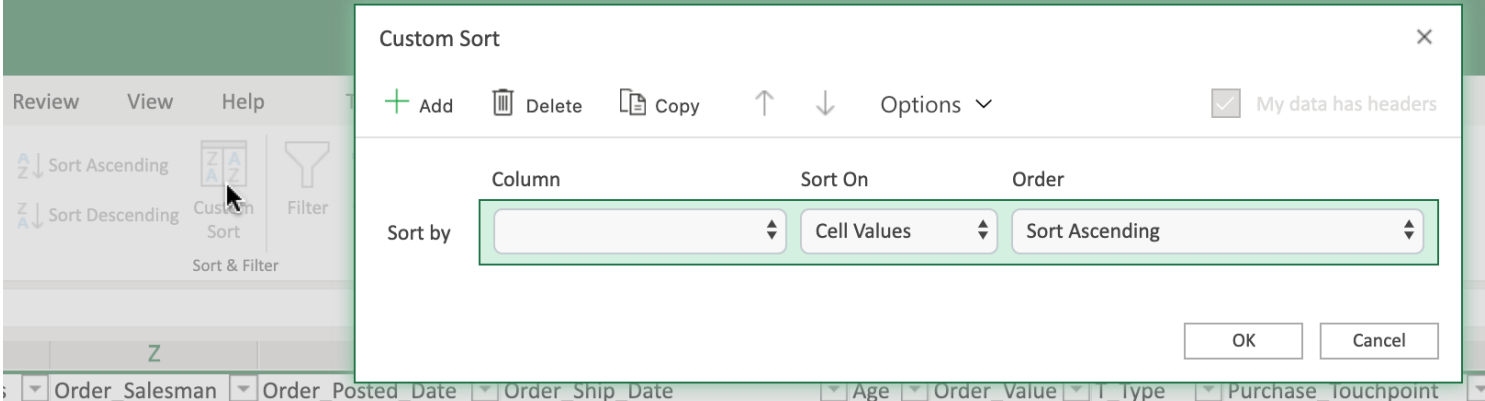 Custom Sort
Review View Help
Add Delete Copy Options My data has headers
Sort Ascending
Sort Descending
Custom Sort
Filter
Sort & Filter
Column Sort On Order
Sort by Cell Values Sort Ascending
OK Cancel
Z
Order_Salesman Order_Posted_Date Order_Ship_Date Age Order_Value T_Type Purchase_Touchpoint